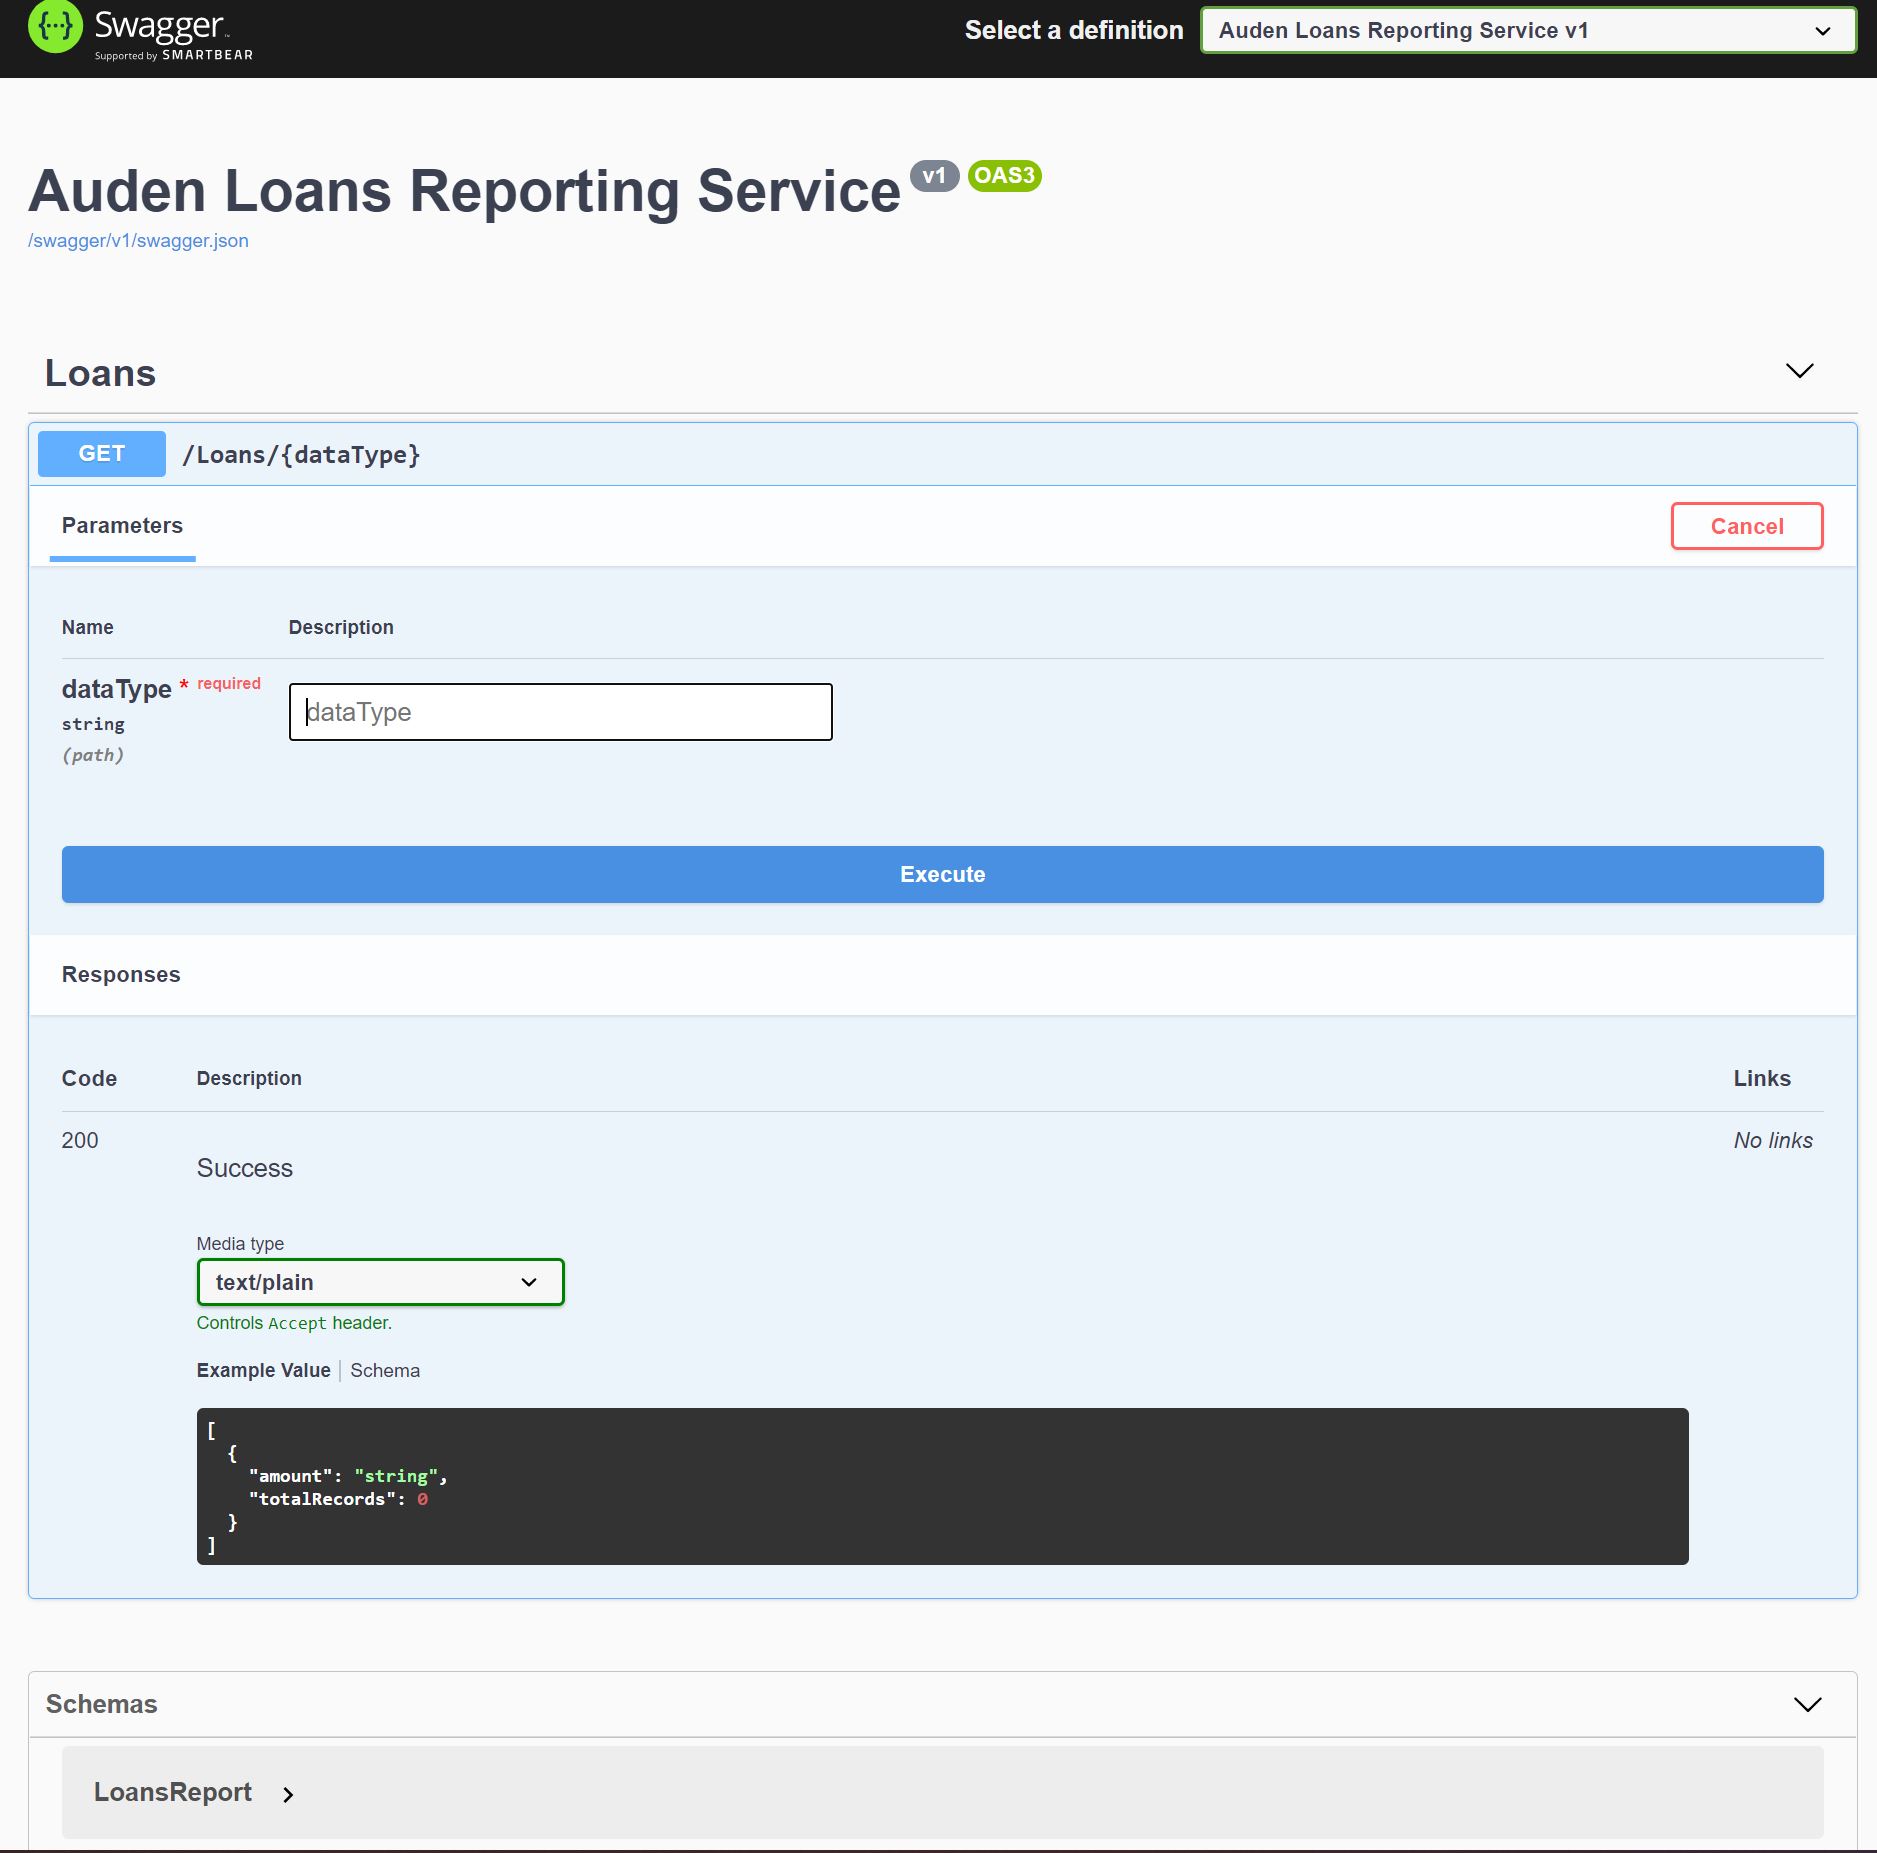 Swagger
Supported by SMARTBEAR
Select a definition
Auden Loans Reporting Service v1
Auden Loans Reporting Service v1 OAS3
/swagger/v1/swagger.json
Loans
GET /Loans/{dataType}
Parameters
Cancel
Name Description
dataType * required
string
(path)
dataType
Execute
Responses
Code Description Links
200
Success
No links
Media type
text/plain
Controls Accept header.
Example Value | Schema
[
{
"amount": "string",
"totalRecords": 0
}
]
Schemas
LoansReport